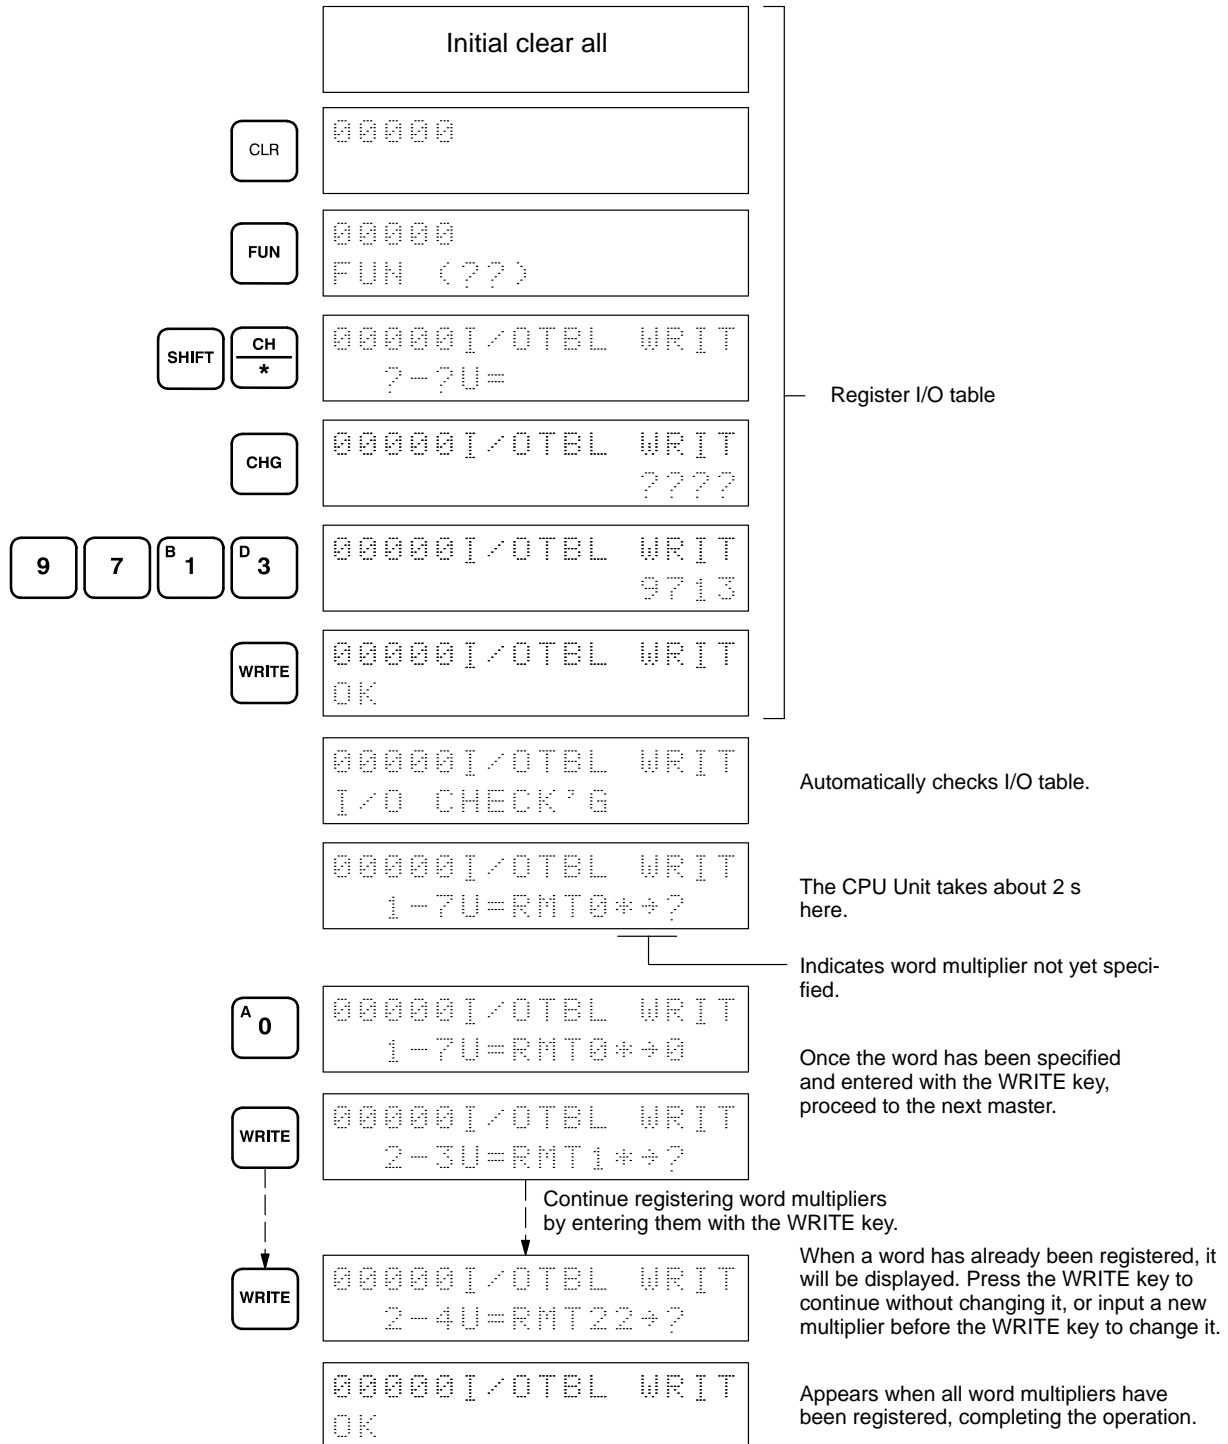 Initial clear all
CLR
00000
FUN
00000
FUN (??)
SHIFT
CH
*
00000I/OTBL WRIT
?-?U=
Register I/O table
CHG
00000I/OTBL WRIT
????
9 7 B 1 D 3
00000I/OTBL WRIT
9713
WRITE
00000I/OTBL WRIT
OK
00000I/OTBL WRIT
I/O CHECK'G
Automatically checks I/O table.
00000I/OTBL WRIT
1-7U=RMT0*→?
The CPU Unit takes about 2 s
here.
Indicates word multiplier not yet speci-
fied.
A 0
00000I/OTBL WRIT
1-7U=RMT0*→0
Once the word has been specified
and entered with the WRITE key,
proceed to the next master.
WRITE
00000I/OTBL WRIT
2-3U=RMT1*→?
Continue registering word multipliers
by entering them with the WRITE key.
WRITE
00000I/OTBL WRIT
2-4U=RMT22→?
When a word has already been registered, it
will be displayed. Press the WRITE key to
continue without changing it, or input a new
multiplier before the WRITE key to change it.
00000I/OTBL WRIT
OK
Appears when all word multipliers have
been registered, completing the operation.